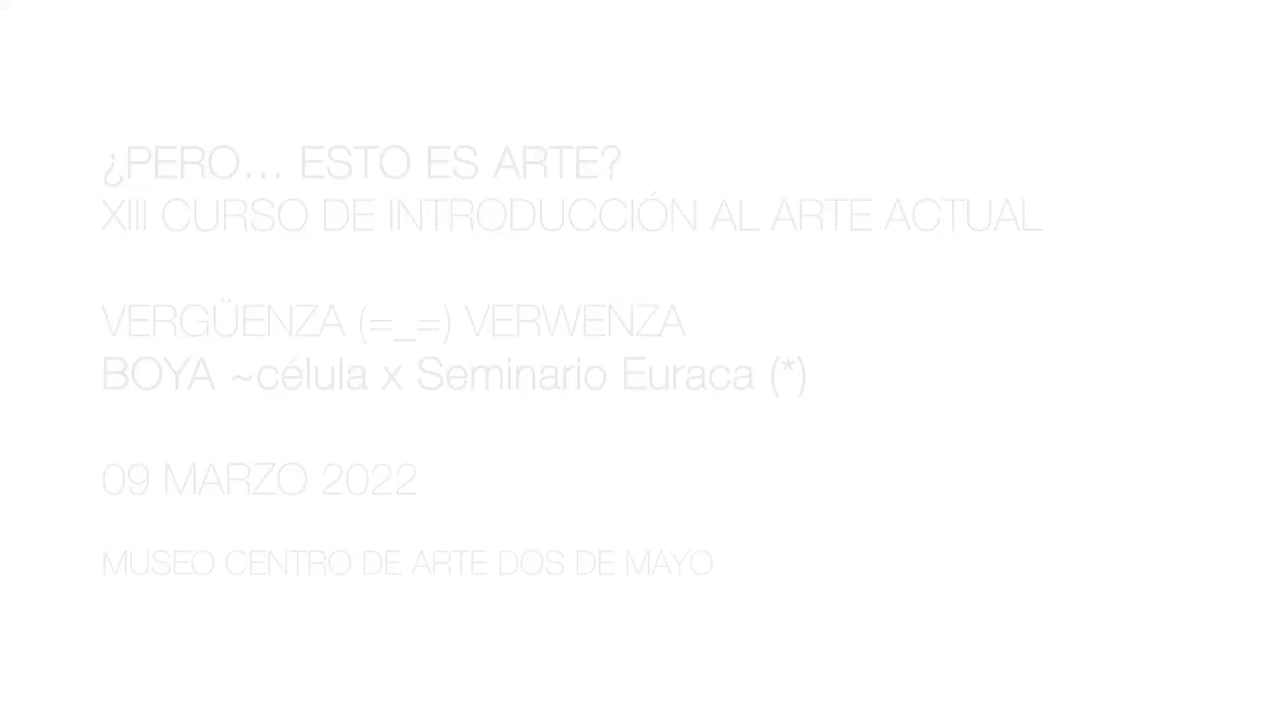 ¿PERO... ESTO ES ARTE?
XIII CURSO DE INTRODUCCIÓN AL ARTE ACTUAL
VERGÜENZA (=_=) VERWENZA
BOYA ~célula x Seminario Euraca (*)
09 MARZO 2022
MUSEO CENTRO DE ARTE DOS DE MAYO